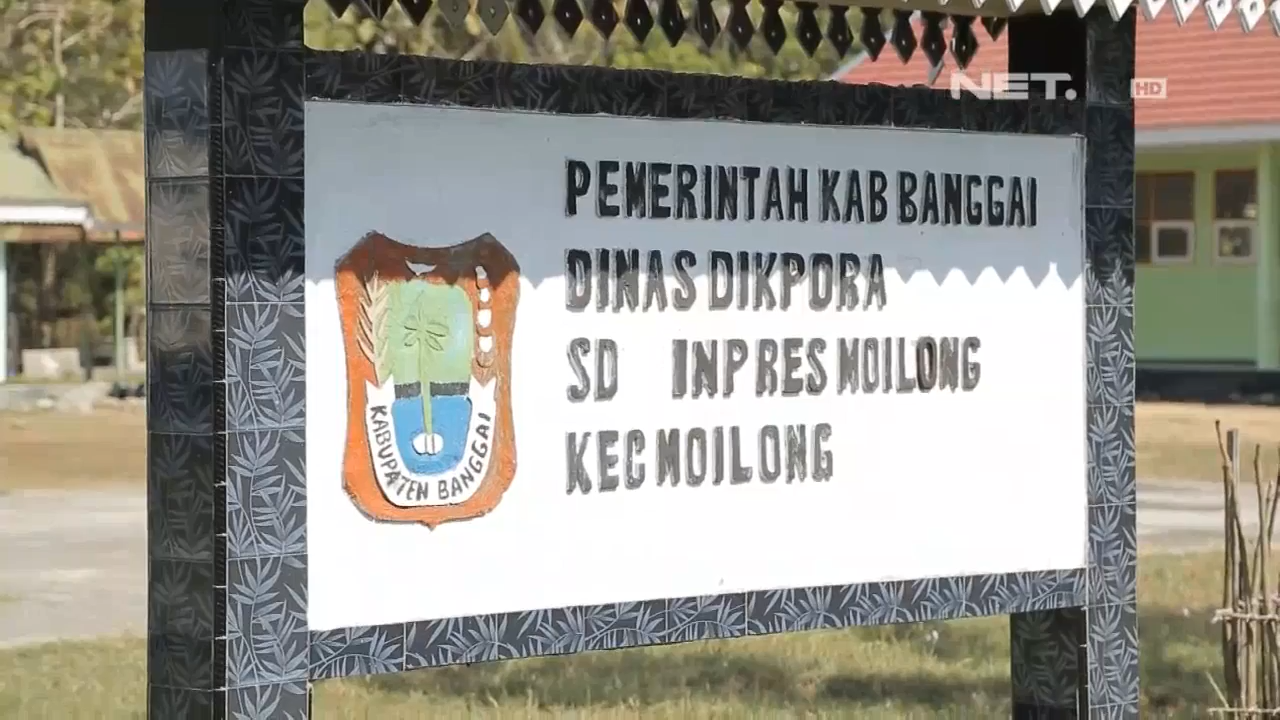 NET. HD
PEMERINTAH KAB BANGGAI
DINAS DIKPORA
SD INPRES MOILONG
KEC MOILONG
KABUPATEN BANGGAI